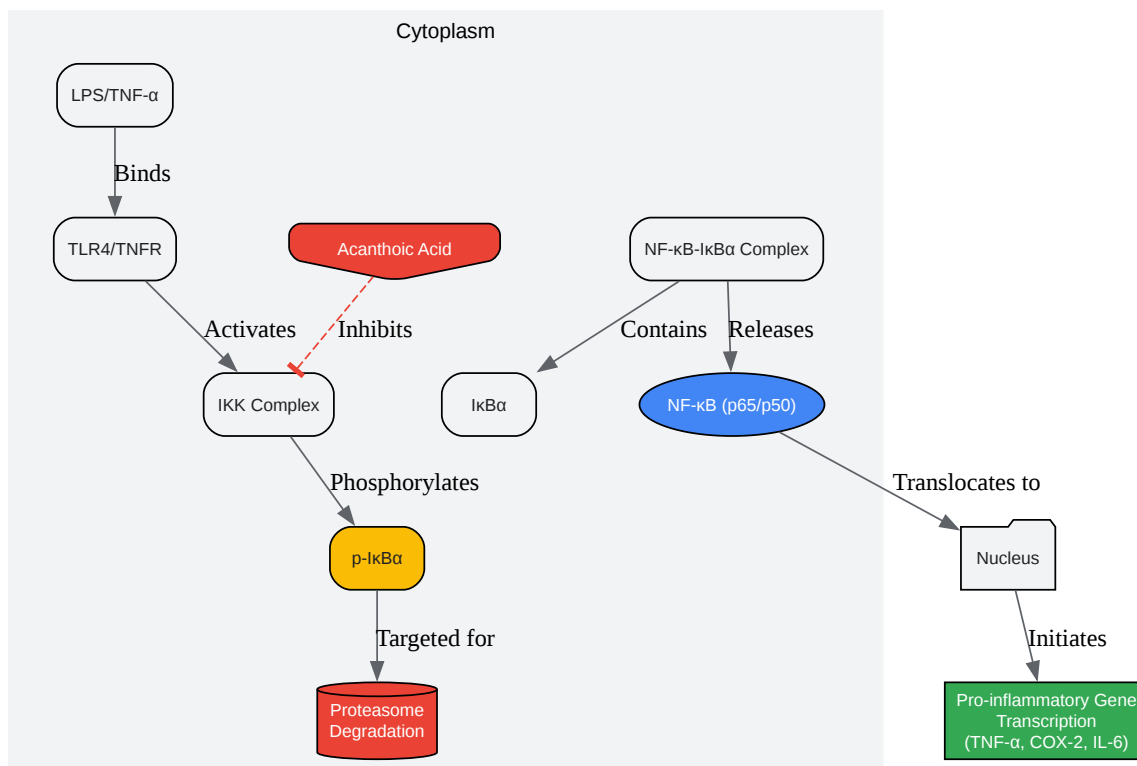 Cytoplasm
LPS/TNF-α
Binds
TLR4/TNFR
Acanthoic Acid
NF-κB-IκBα Complex
Activates
Inhibits
Contains
Releases
IKK Complex
IκBα
NF-κB (p65/p50)
Phosphorylates
Translocates to
p-IκBα
Nucleus
Targeted for
Initiates
Proteasome
Degradation
Pro-inflammatory Gene
Transcription
(TNF-α, COX-2, IL-6)